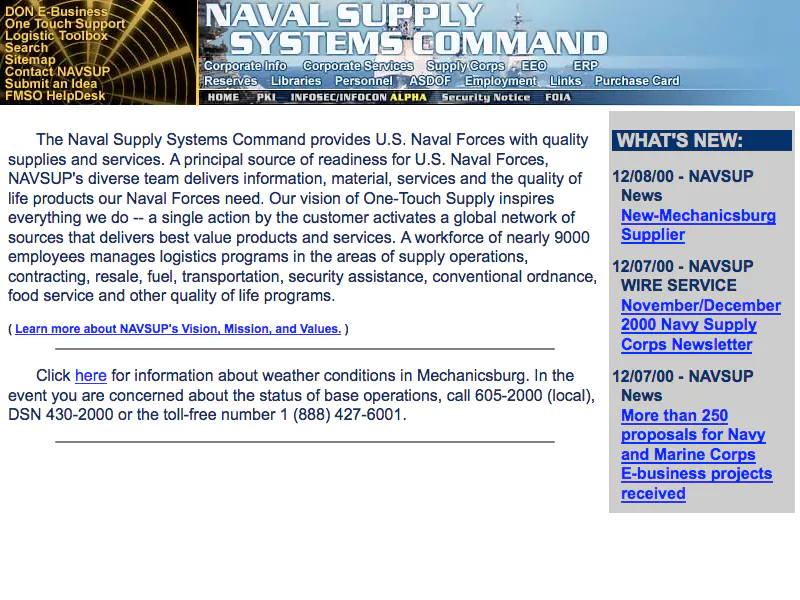 DON E-Business
One Touch Support
Logistic Toolbox
Search
Sitemap
Contact NAVSUP
Submit an Idea
FMSO HelpDesk
NAVAL SUPPLY
SYSTEMS COMMAND
Corporate Info Corporate Services Supply Corps EEO ERP
Reserves Libraries Personnel ASDOF Employment Links Purchase Card
HOME PKI INFOSEC/INFOCON ALPHA Security Notice FOIA
The Naval Supply Systems Command provides U.S. Naval Forces with quality
supplies and services. A principal source of readiness for U.S. Naval Forces,
NAVSUP's diverse team delivers information, material, services and the quality of
life products our Naval Forces need. Our vision of One-Touch Supply inspires
everything we do -- a single action by the customer activates a global network of
sources that delivers best value products and services. A workforce of nearly 9000
employees manages logistics programs in the areas of supply operations,
contracting, resale, fuel, transportation, security assistance, conventional ordnance,
food service and other quality of life programs.
( Learn more about NAVSUP's Vision, Mission, and Values. )
Click here for information about weather conditions in Mechanicsburg. In the
event you are concerned about the status of base operations, call 605-2000 (local),
DSN 430-2000 or the toll-free number 1 (888) 427-6001.
WHAT'S NEW:
12/08/00 - NAVSUP
News
New-Mechanicsburg
Supplier
12/07/00 - NAVSUP
WIRE SERVICE
November/December
2000 Navy Supply
Corps Newsletter
12/07/00 - NAVSUP
News
More than 250
proposals for Navy
and Marine Corps
E-business projects
received